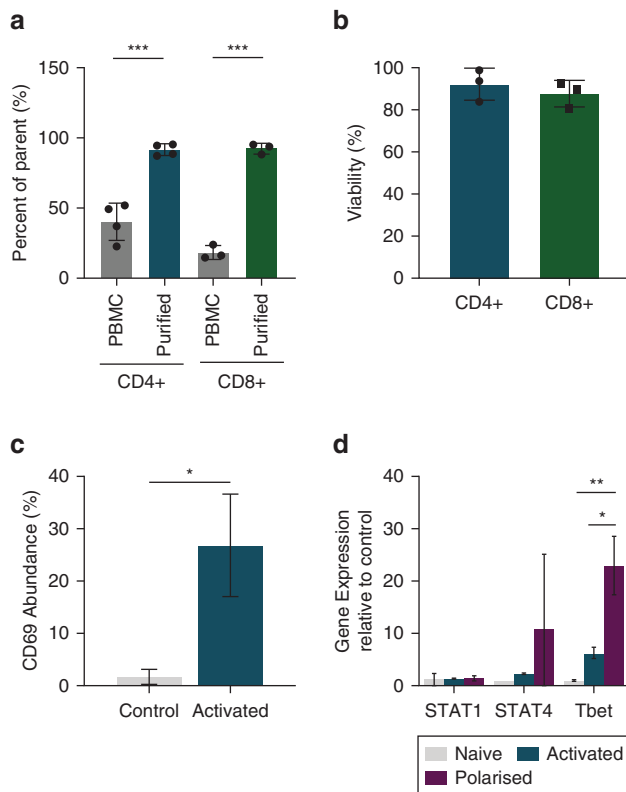 a
***
***
150
100
50
0
Percent of parent (%)
PBMC
Purified
PBMC
Purified
CD4+
CD8+
b
100
80
60
40
20
0
Viability (%)
CD4+
CD8+
c
*
40
30
20
10
0
CD69 Abundance (%)
Control
Activated
d
**
*
40
30
20
10
0
Gene Expression
relative to control
STAT1
STAT4
Tbet
Naive
Activated
Polarised